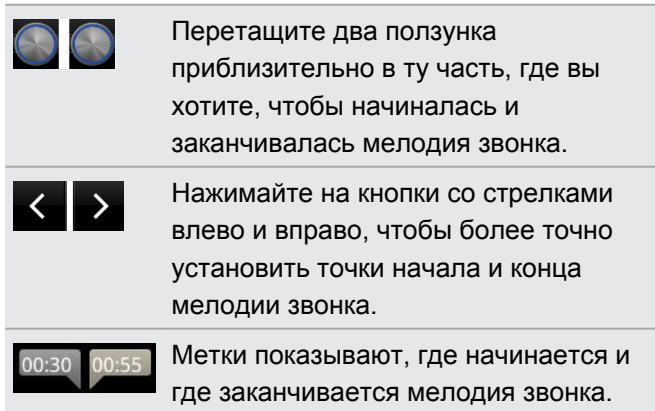 Перетащите два ползунка
приблизительно в ту часть, где вы
хотите, чтобы начиналась и
заканчивалась мелодия звонка.
Нажимайте на кнопки со стрелками
влево и вправо, чтобы более точно
установить точки начала и конца
мелодии звонка.
00:30 00:55 Метки показывают, где начинается и
где заканчивается мелодия звонка.